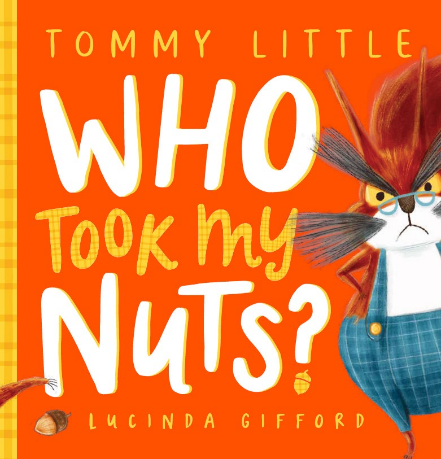 TOMMY LITTLE
WHO
TOOK MY
NUTS?
LUCINDA GIFFORD